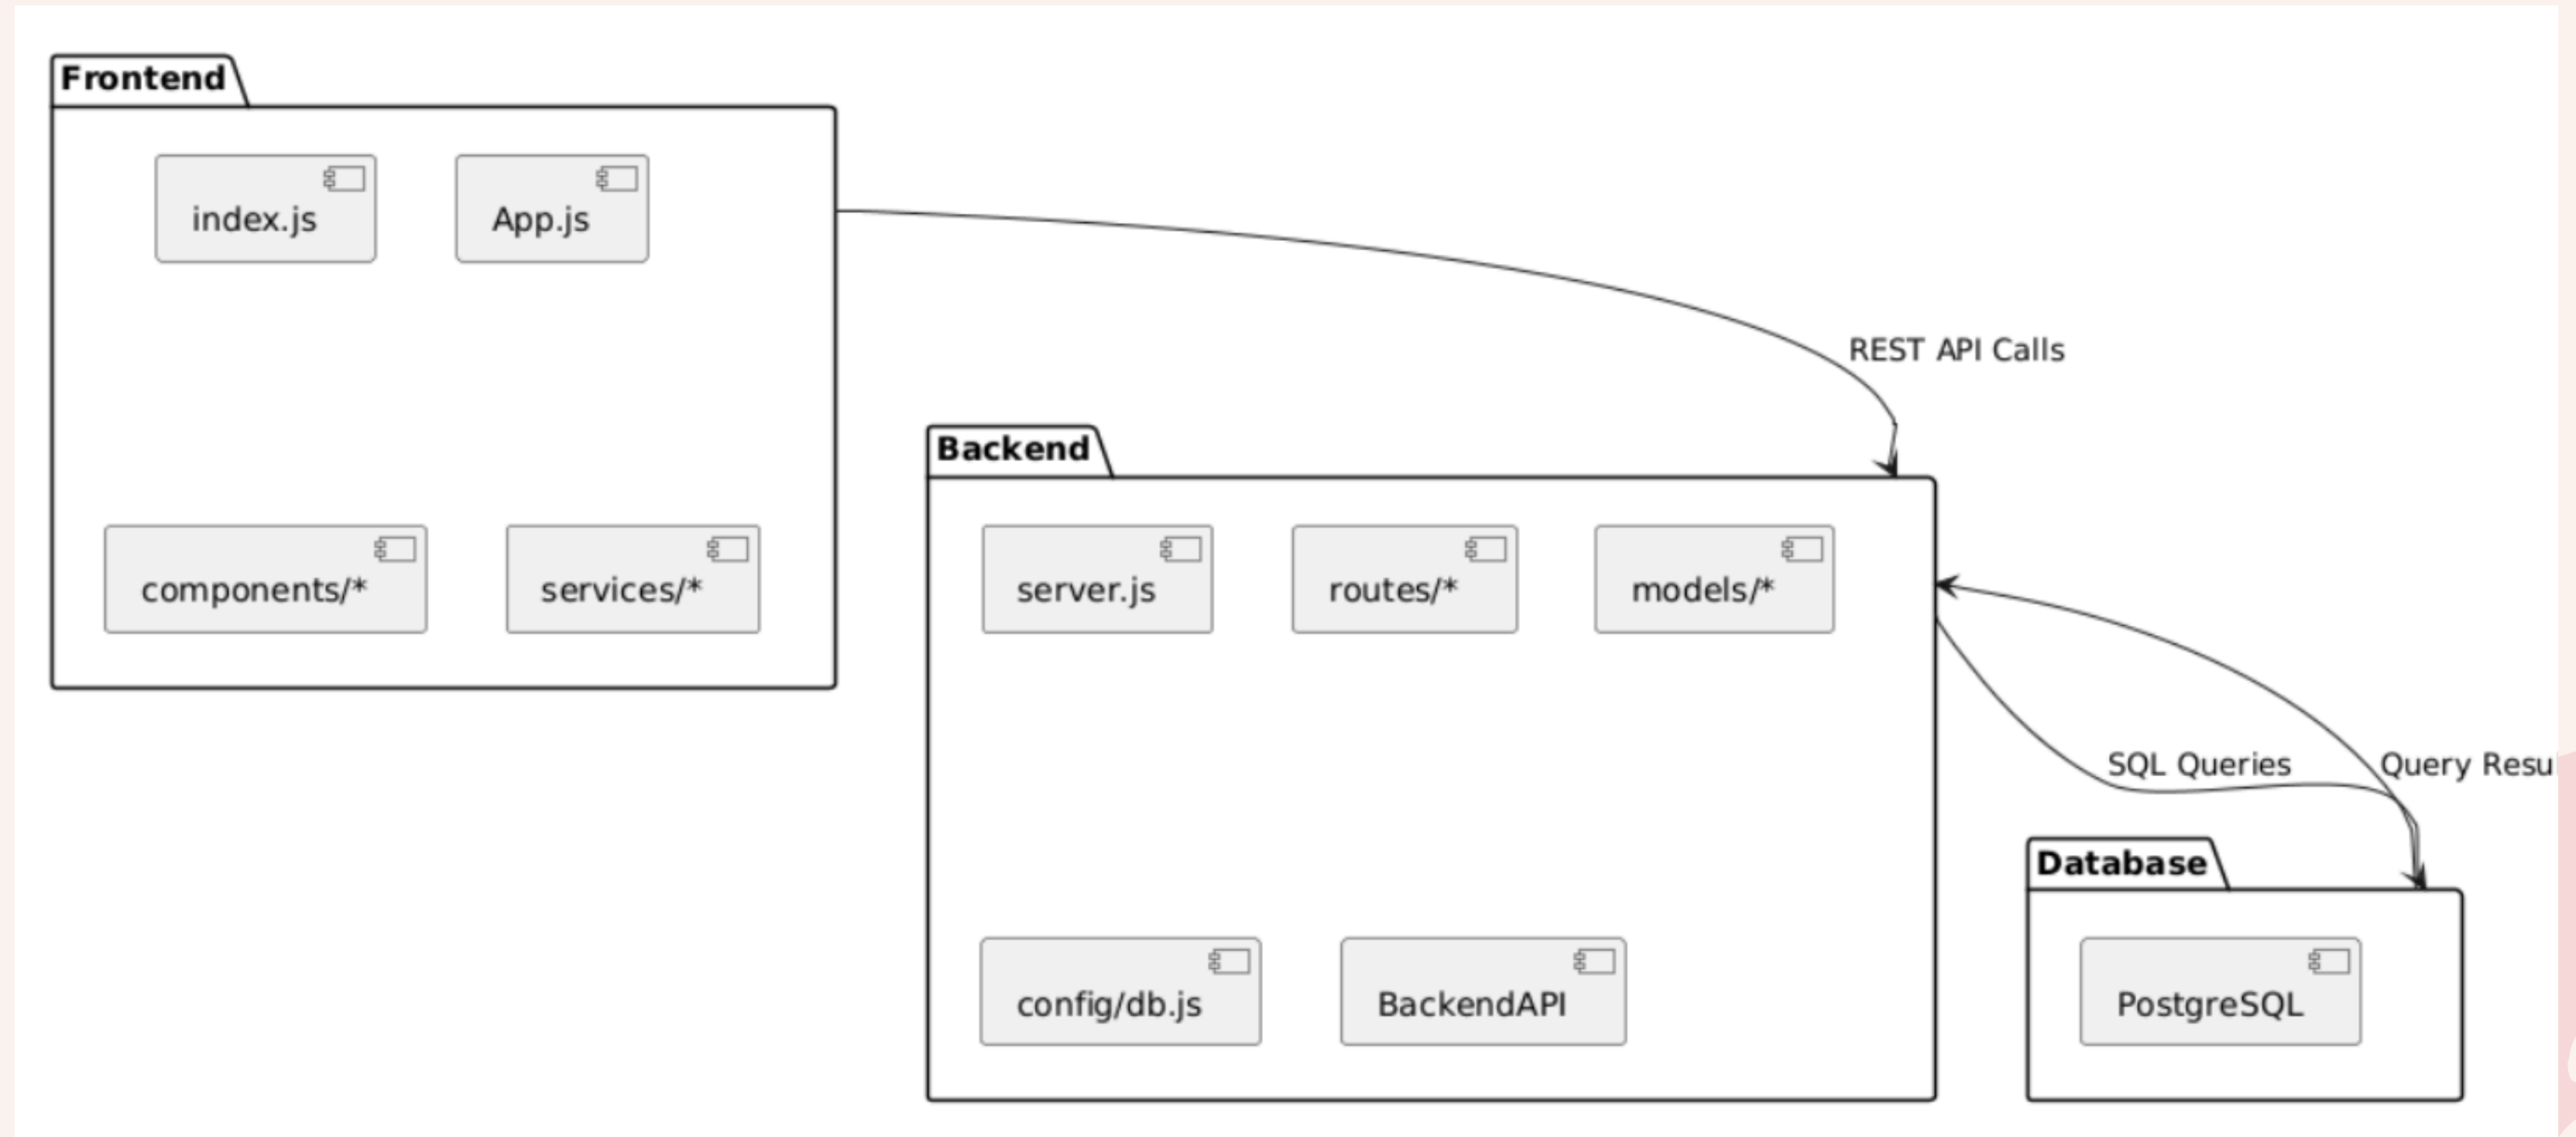 Frontend
index.js
App.js
REST API Calls
Backend
components/*
services/*
server.js
routes/*
models/*
SQL Queries
Query
Database
config/db.js
BackendAPI
PostgreSQL